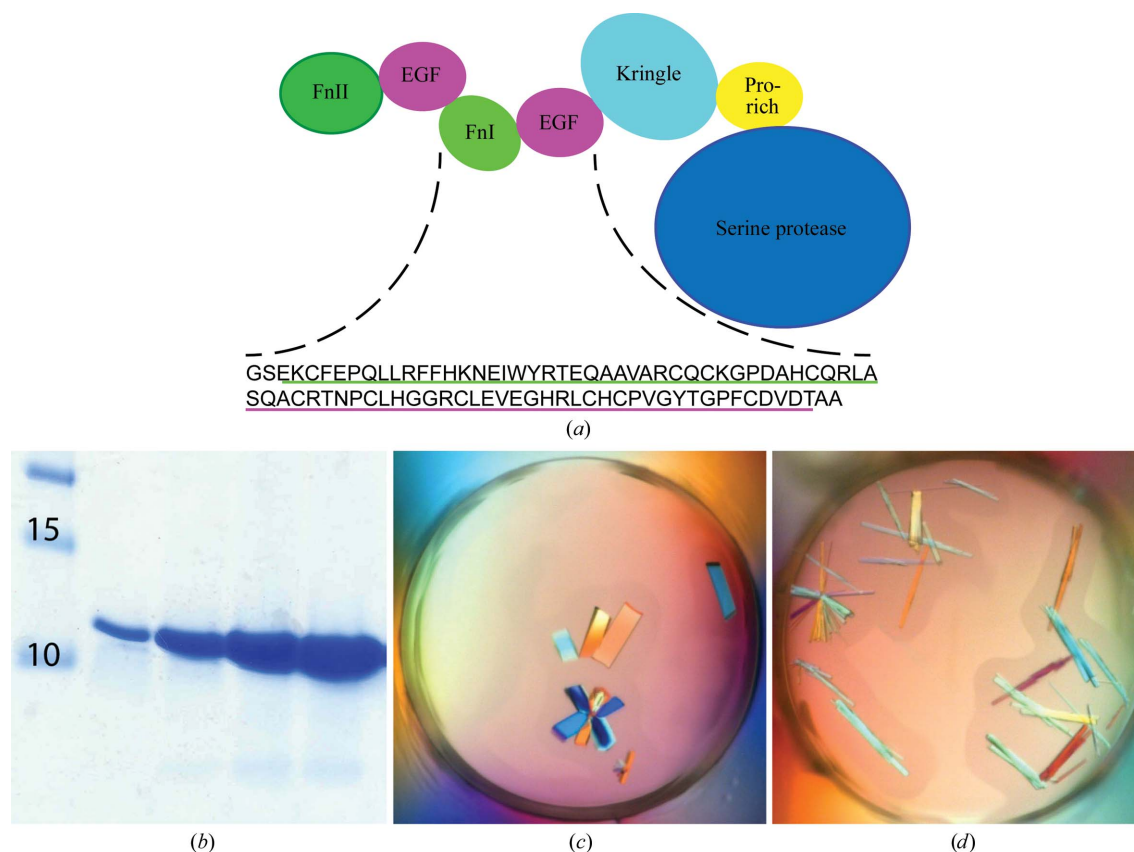 FnII
EGF
FnI
EGF
Kringle
Pro-
rich
Serine protease
GSEKCFEPQLLRFFHKNEIWYRTEQAAVARCQCKGPDAHCQRLA
SQACRTNPCLHGGRCLEVEGHRLCHCPVGYTGPFCDVDTAA
(a)
15
10
(b)
(c)
(d)